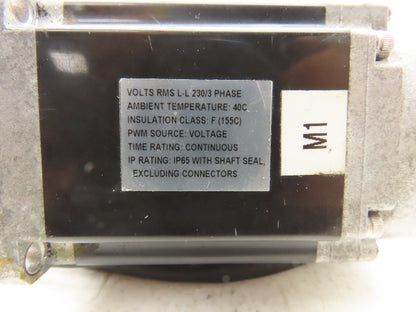 VOLTS RMS L-L 230/3 PHASE
AMBIENT TEMPERATURE: 40C
INSULATION CLASS: F (155C)
PWM SOURCE: VOLTAGE
TIME RATING: CONTINUOUS
IP RATING: IP65 WITH SHAFT SEAL,
EXCLUDING CONNECTORS
M1